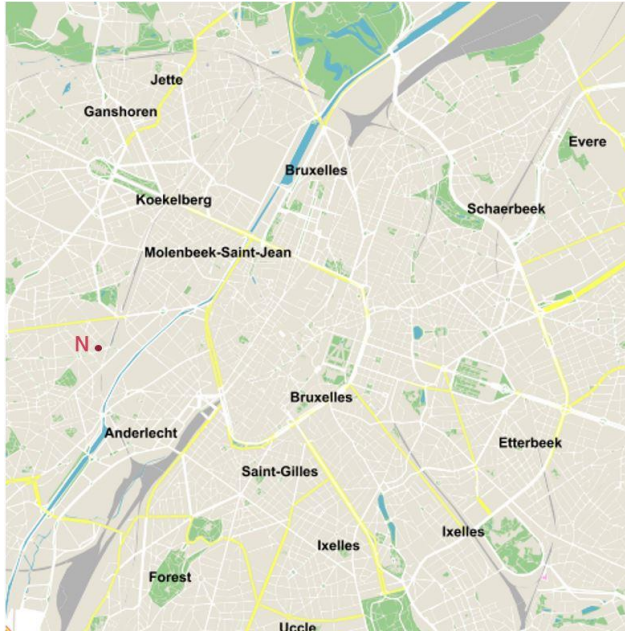 Jette
Ganshoren
Evere
Bruxelles
Koekelberg
Schaerbeek
Molenbeek-Saint-Jean
N
Bruxelles
Anderlecht
Etterbeek
Saint-Gilles
Ixelles
Ixelles
Forest
Uccle